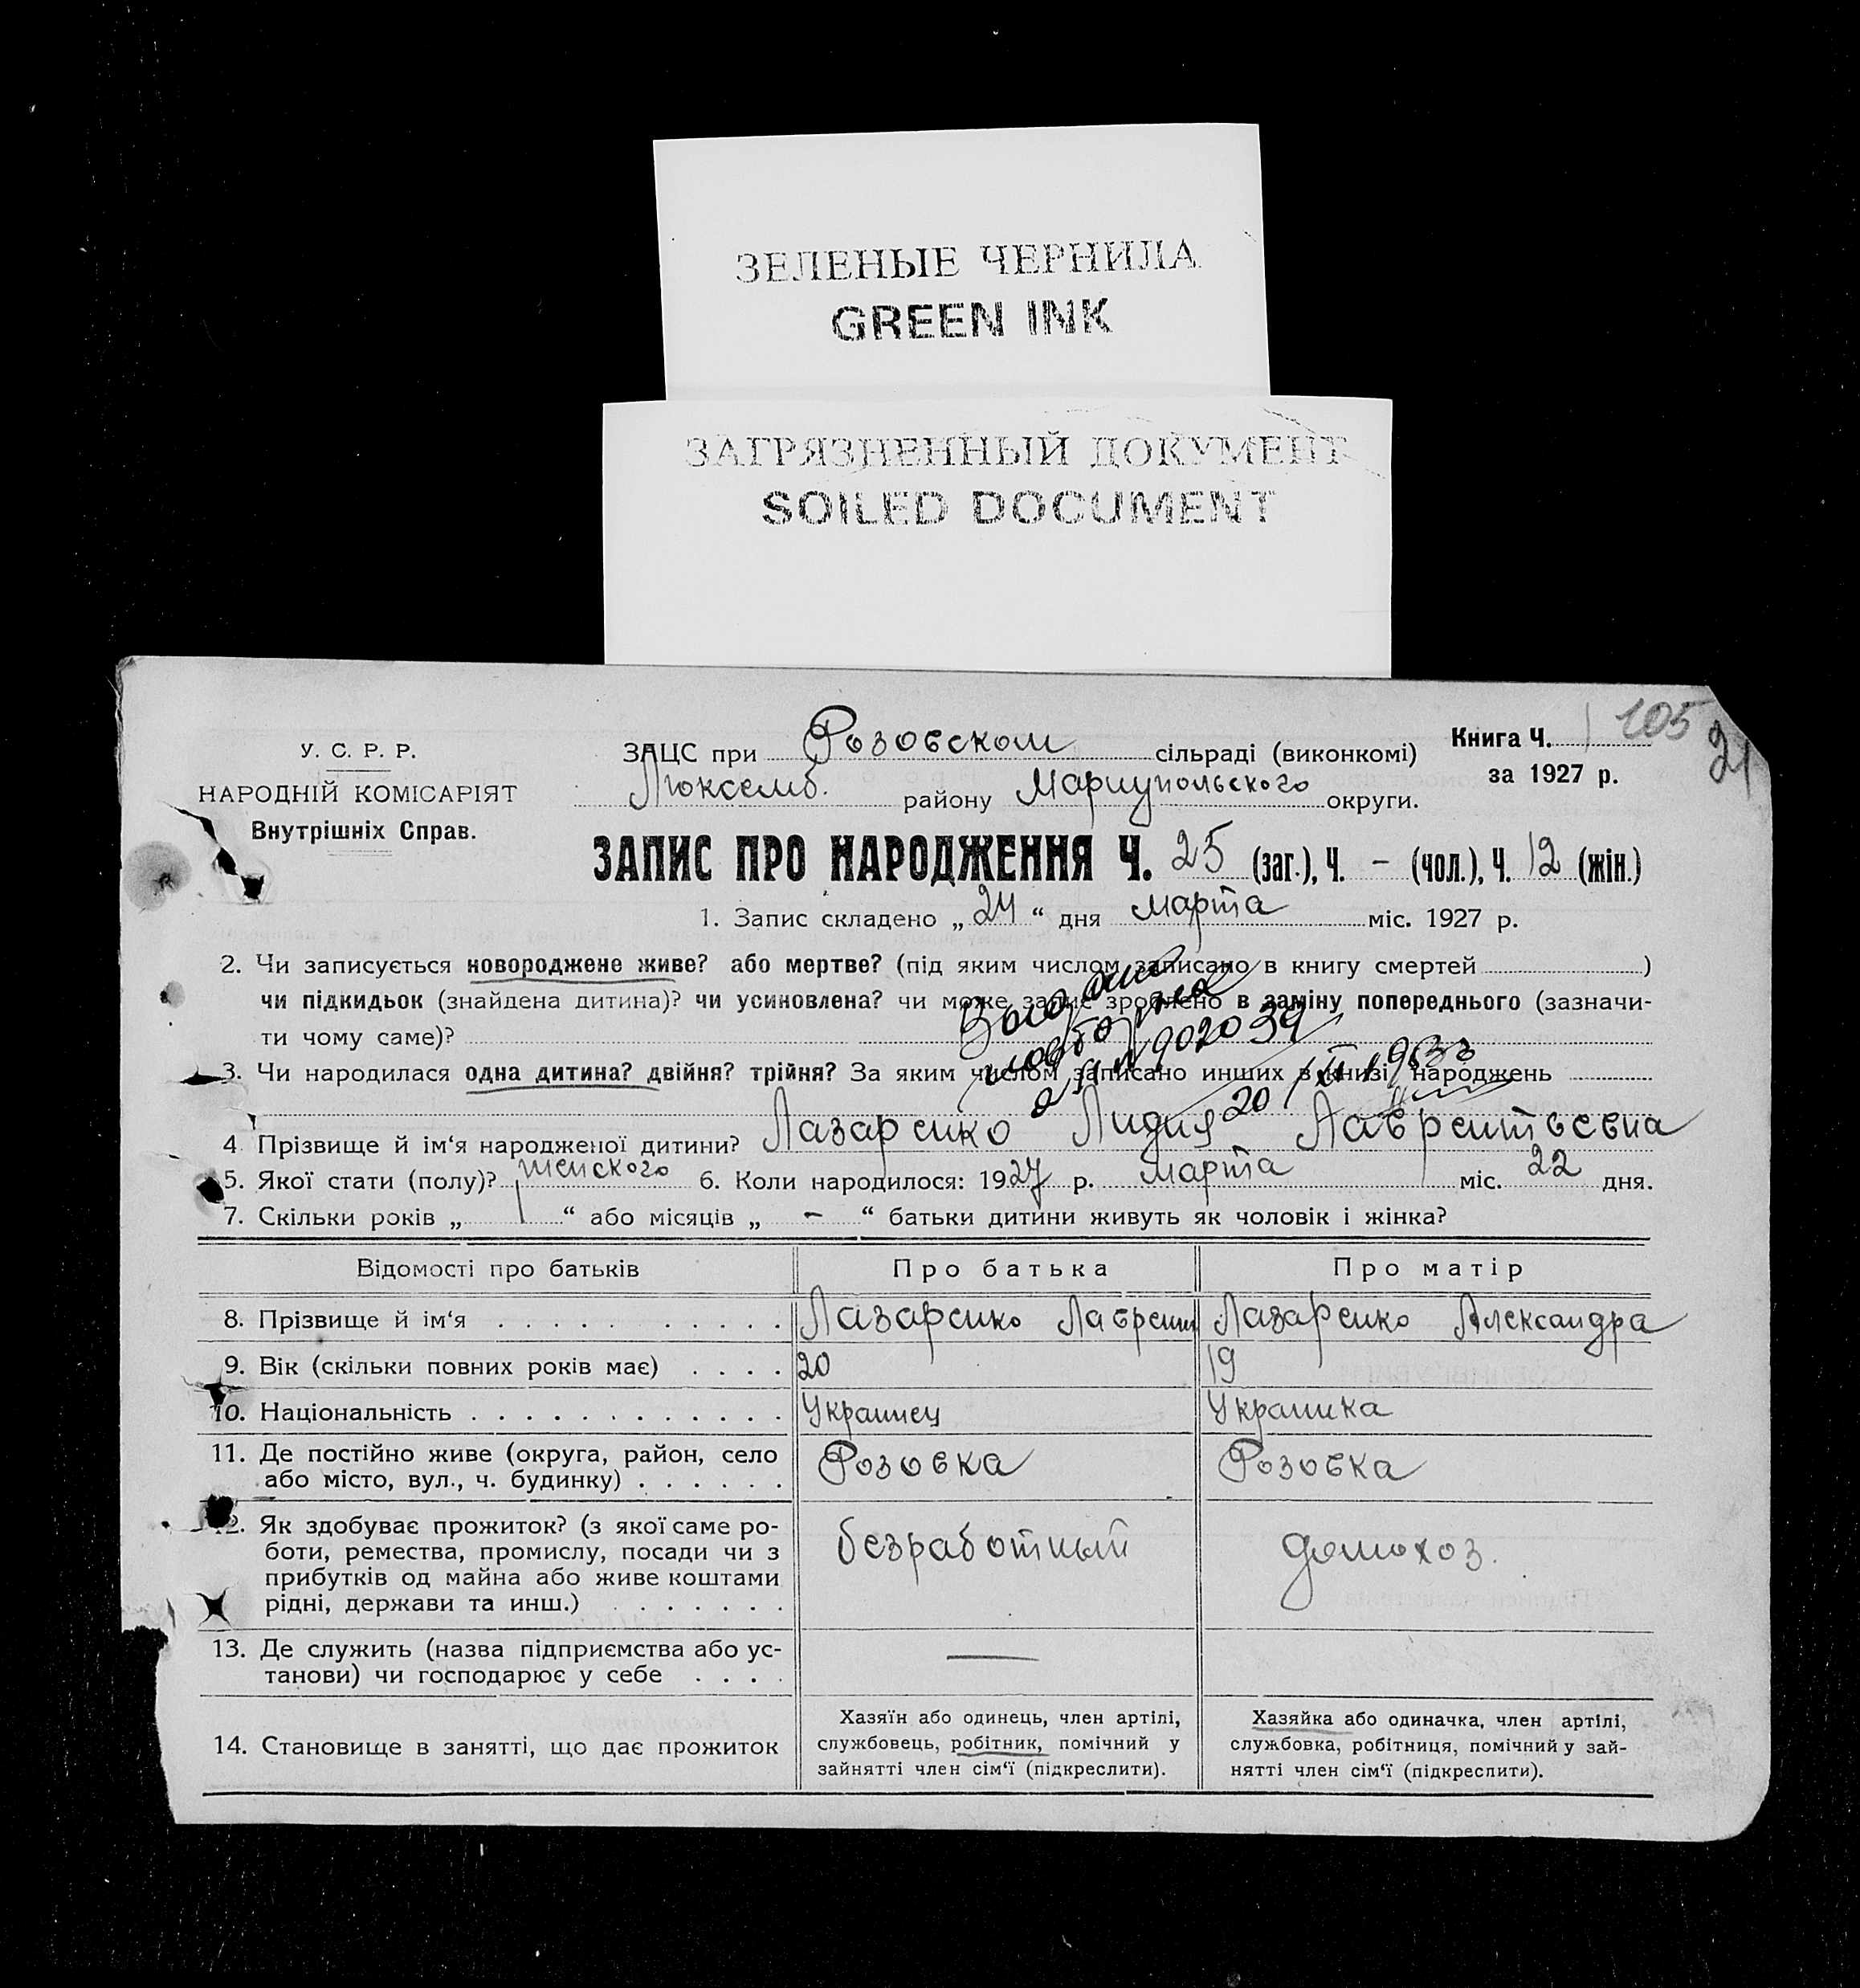 ЗЕЛЕНЫЕ ЧЕРНИЛА
GREEN INK
ЗАГРЯЗНЕННЫЙ ДОКУМЕНТ
SOILED DOCUMENT
105
21
У. С. Р. Р.
НАРОДНІЙ КОМІСАРІЯТ
Внутрішніх Справ.
ЗАЦС при Розовском сільраді (виконкомі)
Люксемб. району Мариупольского округи.
Книга Ч.
за 1927 р.
ЗАПИС ПРО НАРОДЖЕННЯ Ч. 25 (заг.), Ч. – (чол.), Ч. 12 (жін.)
1. Запис складено „24“ дня марта міс. 1927 р.
2. Чи записується новороджене живе? або мертве? (під яким числом записано в книгу смертей )
чи підкидьок (знайдена дитина)? чи усиновлена? чи може запис зроблено в заміну попереднього (зазначи-
ти чому саме)?
N 902039
3. Чи народилася одна дитина? двійня? трійня? За яким числом записано инших в книзі народжень
20/XII 1953
4. Прізвище й ім‘я народженої дитини? Лазаренко Лидия Лаврентьевна
5. Якої стати (полу)? женского 6. Коли народилося: 1927 р. марта міс. 22 дня.
7. Скільки років „ 1 “ або місяців „ – “ батьки дитини живуть як чоловік і жінка?
Відомості про батьків Про батька Про матір
8. Прізвище й ім‘я Лазаренко Лаврент Лазаренко Александра
9. Вік (скільки повних років має) 20 19
10. Національність Украинец Украинка
11. Де постійно живе (округа, район, село
або місто, вул., ч. будинку) Розовка Розовка
12. Як здобуває прожиток? (з якої саме ро-
боти, ремества, промислу, посади чи з
прибутків од майна або живе коштами
рідні, держави та инш.)
безработный домохоз.
13. Де служить (назва підприємства або ус-
танови) чи господарює у себе —
14. Становище в занятті, що дає прожиток
Хазяїн або одинець, член артілі,
службовець, робітник, помічний у
зайнятті член сім‘ї (підкреслити).
Хазяйка або одиначка, член артілі,
службовка, робітниця, помічний у зай-
нятті член сім‘ї (підкреслити).